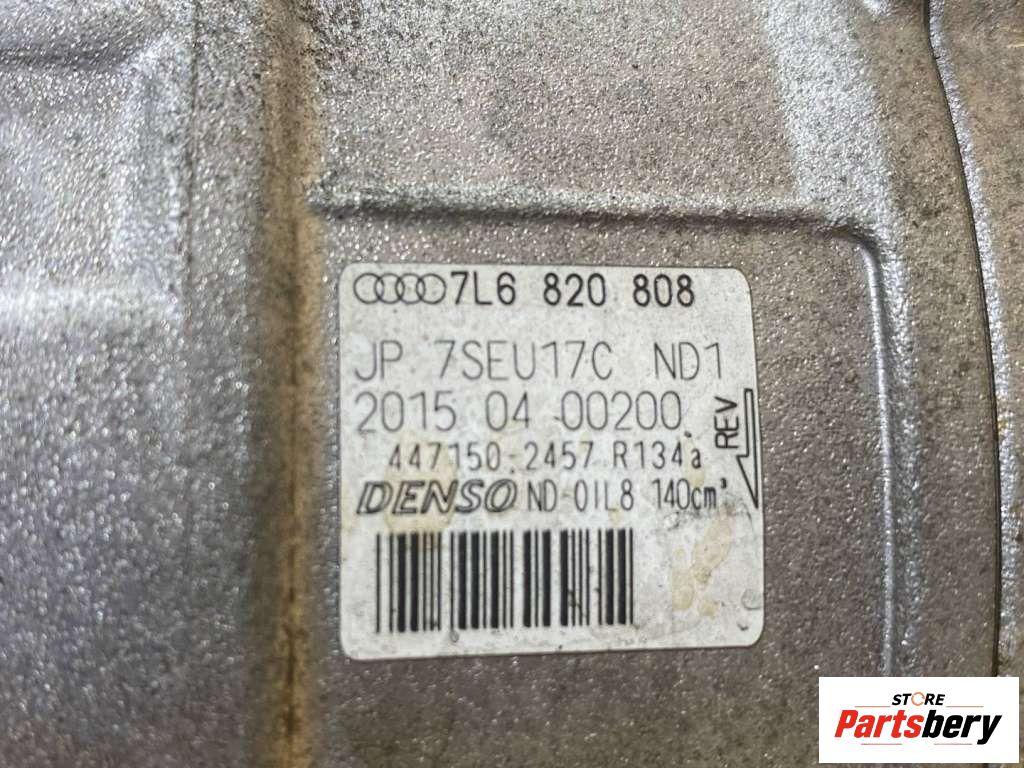 7L6 820 808
JP 7SEU17C ND1
2015 04 00200
447150 2457 R134a
REV
DENSO ND-OIL8 140cm³
STORE
Partsbery